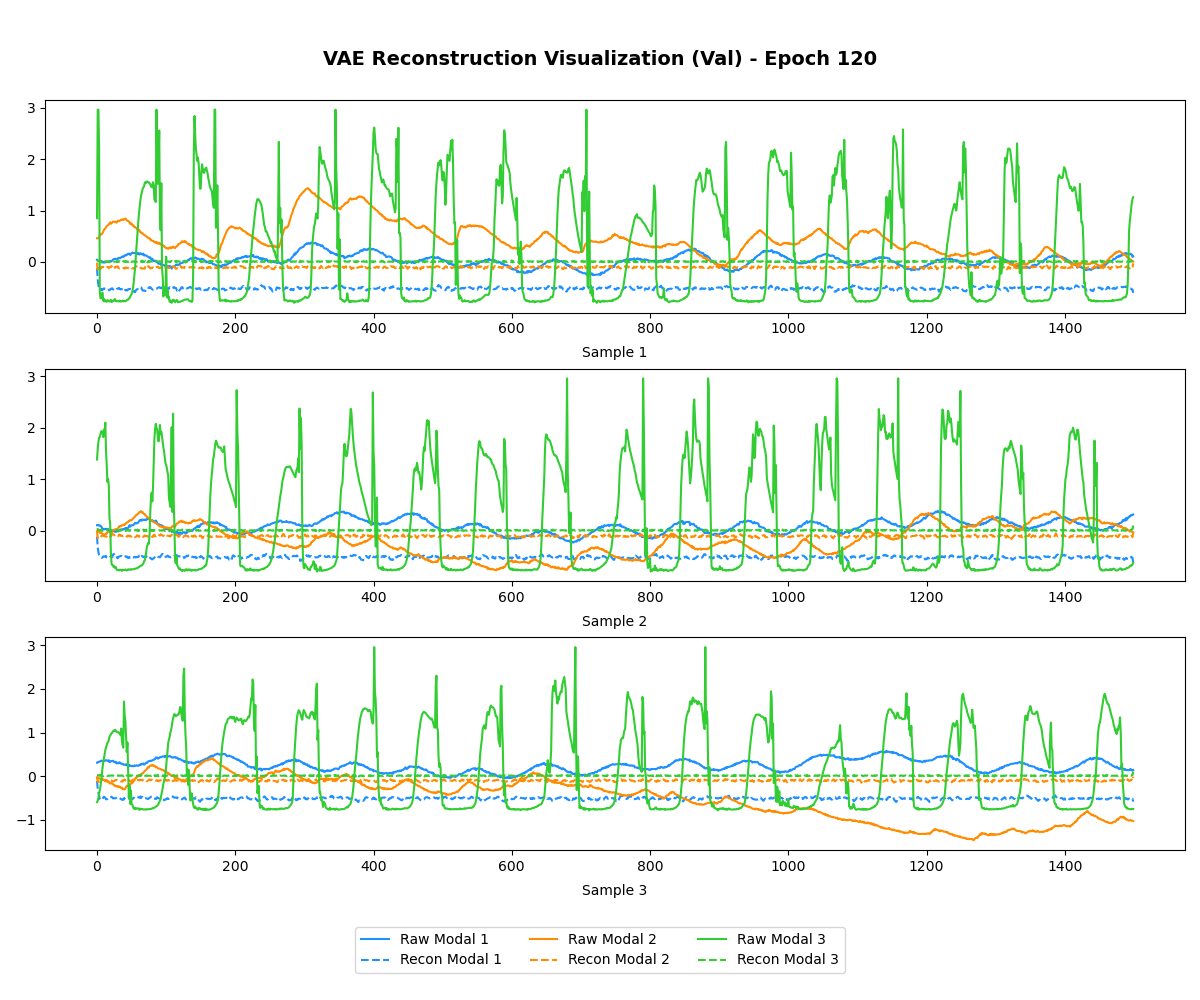 VAE Reconstruction Visualization (Val) - Epoch 120
3
2
1
0
0 200 400 600 800 1000 1200 1400
Sample 1
3
2
1
0
0 200 400 600 800 1000 1200 1400
Sample 2
3
2
1
0
−1
0 200 400 600 800 1000 1200 1400
Sample 3
Raw Modal 1 Raw Modal 2 Raw Modal 3
Recon Modal 1 Recon Modal 2 Recon Modal 3